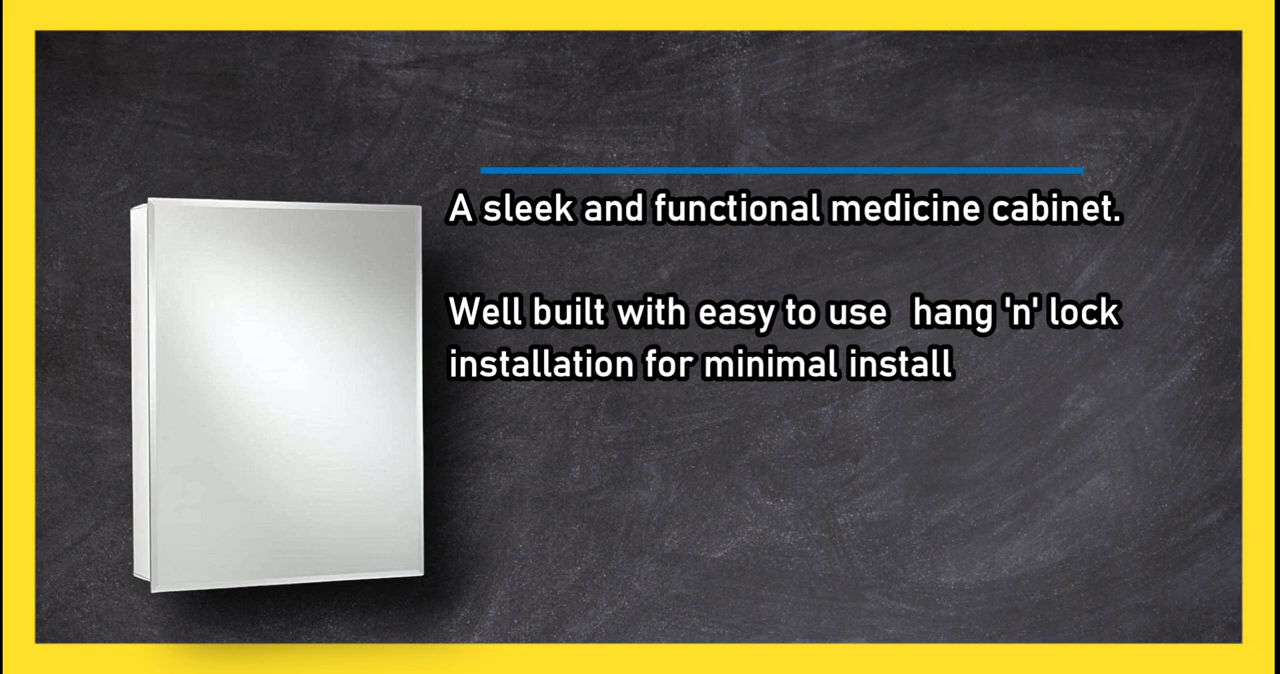 A sleek and functional medicine cabinet.
Well built with easy to use  hang 'n' lock
installation for minimal install